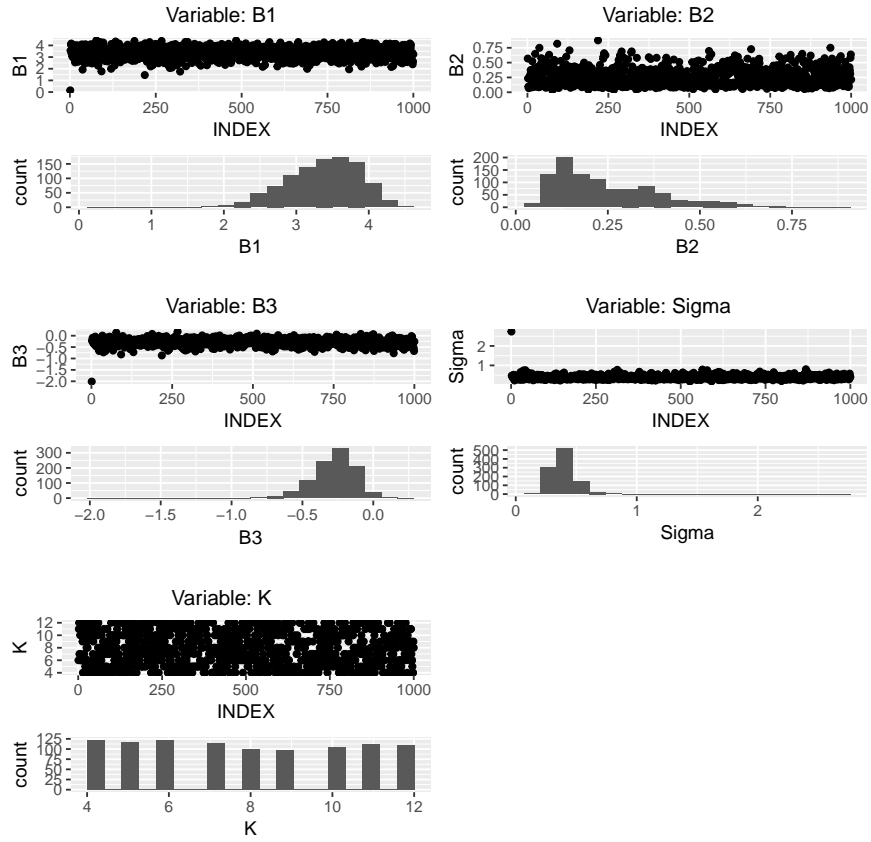 Variable: B1
B1
4
3
2
1
0
0 250 500 750 1000
INDEX
count
150
100
50
0
0 1 2 3 4
B1
Variable: B2
B2
0.75
0.50
0.25
0.00
0 250 500 750 1000
INDEX
count
200
150
100
50
0
0.00 0.25 0.50 0.75
B2
Variable: B3
B3
0.0
−0.5
−1.0
−1.5
−2.0
0 250 500 750 1000
INDEX
count
300
200
100
0
−2.0 −1.5 −1.0 −0.5 0.0
B3
Variable: Sigma
Sigma
2
1
0 250 500 750 1000
INDEX
count
500
400
300
200
100
0
0 1 2
Sigma
Variable: K
K
12
10
8
6
4
0 250 500 750 1000
INDEX
count
125
100
75
50
25
0
4 6 8 10 12
K